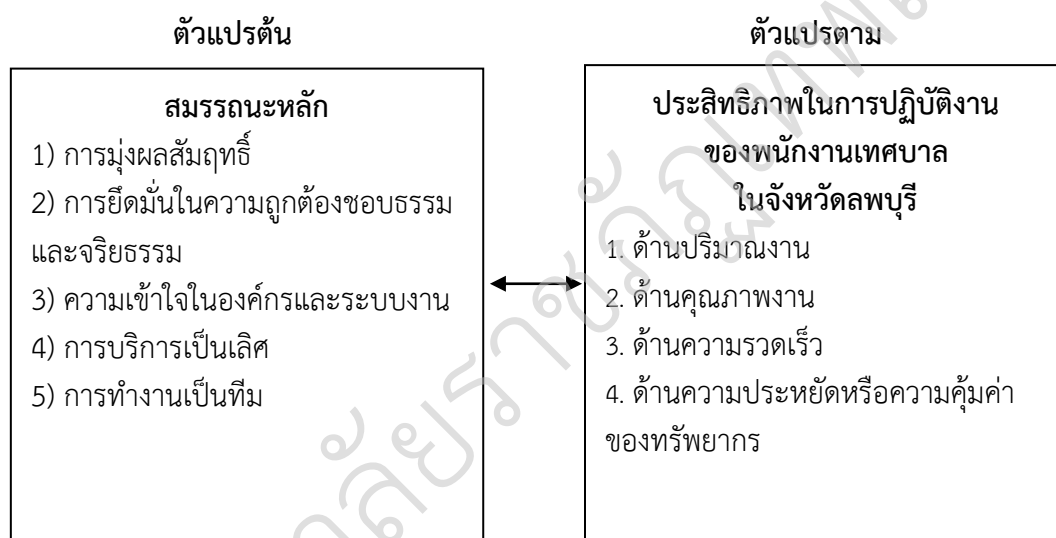 ตัวแปรต้น
สมรรถนะหลัก
1) การมุ่งผลสัมฤทธิ์
2) การยึดมั่นในความถูกต้องชอบธรรม
และจริยธรรม
3) ความเข้าใจในองค์กรและระบบงาน
4) การบริการเป็นเลิศ
5) การทำงานเป็นทีม
ตัวแปรตาม
ประสิทธิภาพในการปฏิบัติงาน
ของพนักงานเทศบาล
ในจังหวัดลพบุรี
1. ด้านปริมาณงาน
2. ด้านคุณภาพงาน
3. ด้านความรวดเร็ว
4. ด้านความประหยัดหรือความคุ้มค่า
ของทรัพยากร